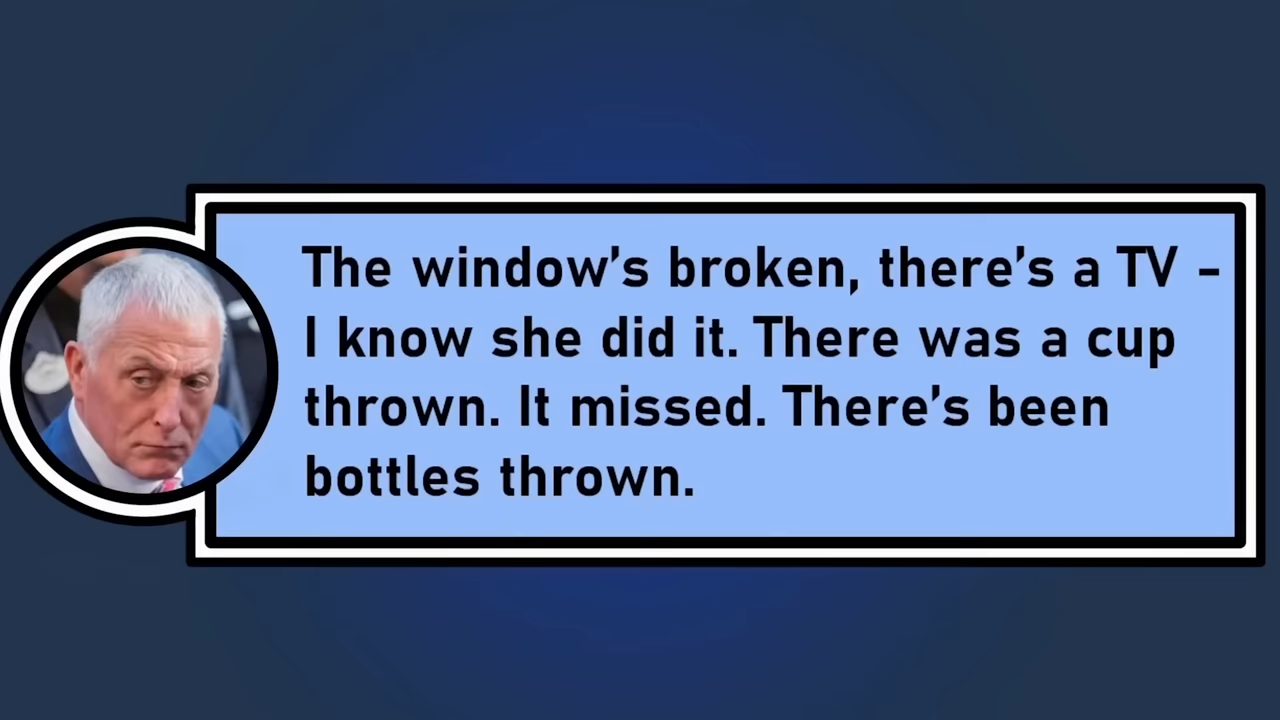 The window’s broken, there’s a TV –
I know she did it. There was a cup
thrown. It missed. There’s been
bottles thrown.